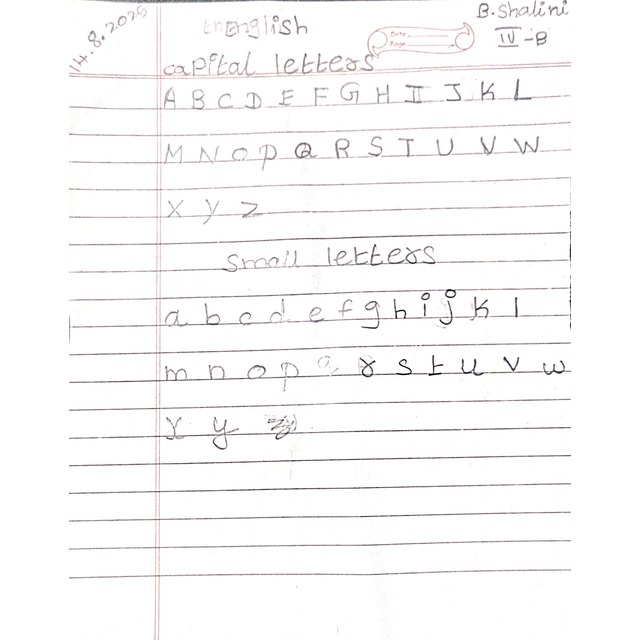 14.8.2025
B.Shalini
IV-B
English
Date
Page
capital letters
A B C D E F G H I J K L
M N O P Q R S T U V W
X Y Z
Small letters
a b c d e f g h i j k l
m n o p q r s t u v w
x y z